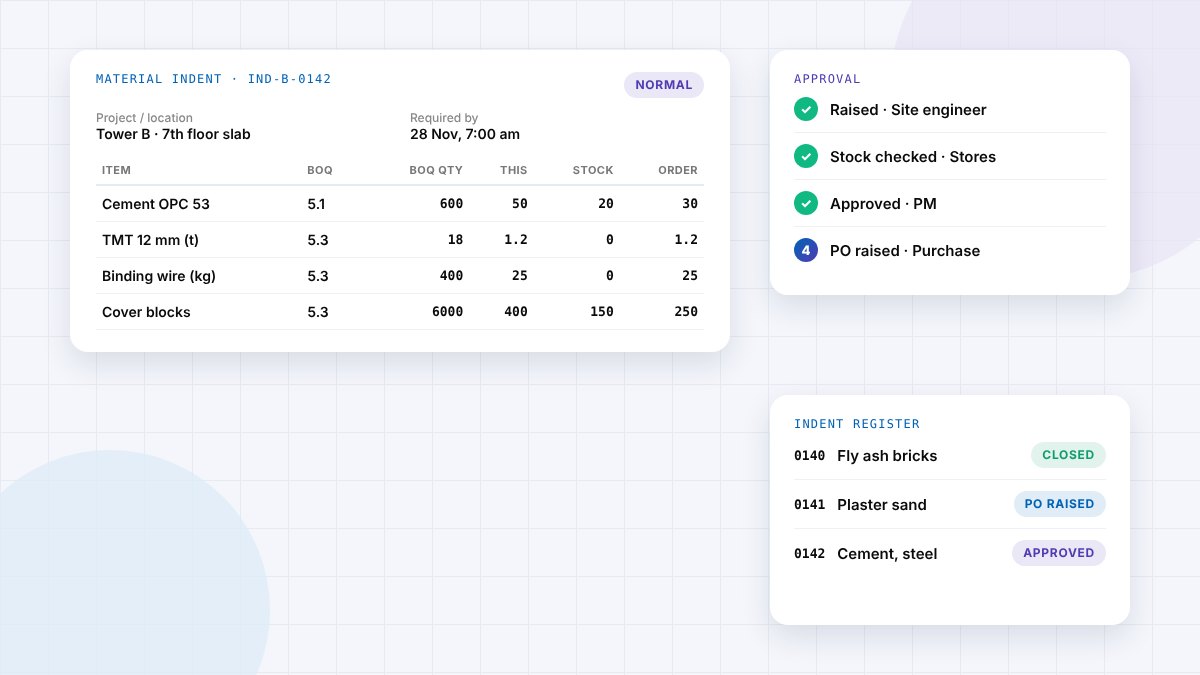 MATERIAL INDENT · IND-B-0142
NORMAL
Project / location
Tower B · 7th floor slab
Required by
28 Nov, 7:00 am
ITEM BOQ BOQ QTY THIS STOCK ORDER
Cement OPC 53 5.1 600 50 20 30
TMT 12 mm (t) 5.3 18 1.2 0 1.2
Binding wire (kg) 5.3 400 25 0 25
Cover blocks 5.3 6000 400 150 250
APPROVAL
Raised · Site engineer
Stock checked · Stores
Approved · PM
4 PO raised · Purchase
INDENT REGISTER
0140 Fly ash bricks CLOSED
0141 Plaster sand PO RAISED
0142 Cement, steel APPROVED